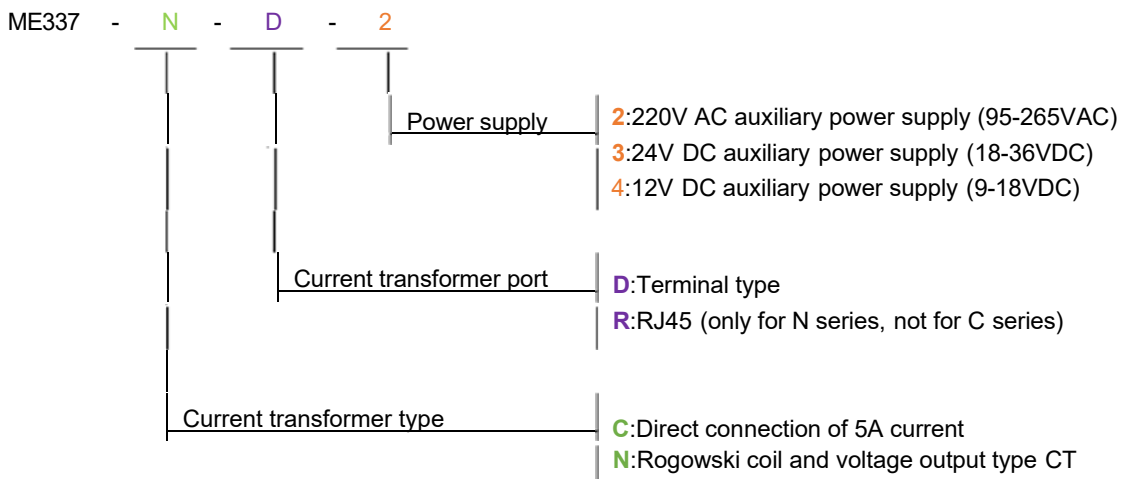 ME337 - N - D - 2
Power supply
2:220V AC auxiliary power supply (95-265VAC)
3:24V DC auxiliary power supply (18-36VDC)
4:12V DC auxiliary power supply (9-18VDC)
Current transformer port
D:Terminal type
R:RJ45 (only for N series, not for C series)
Current transformer type
C:Direct connection of 5A current
N:Rogowski coil and voltage output type CT